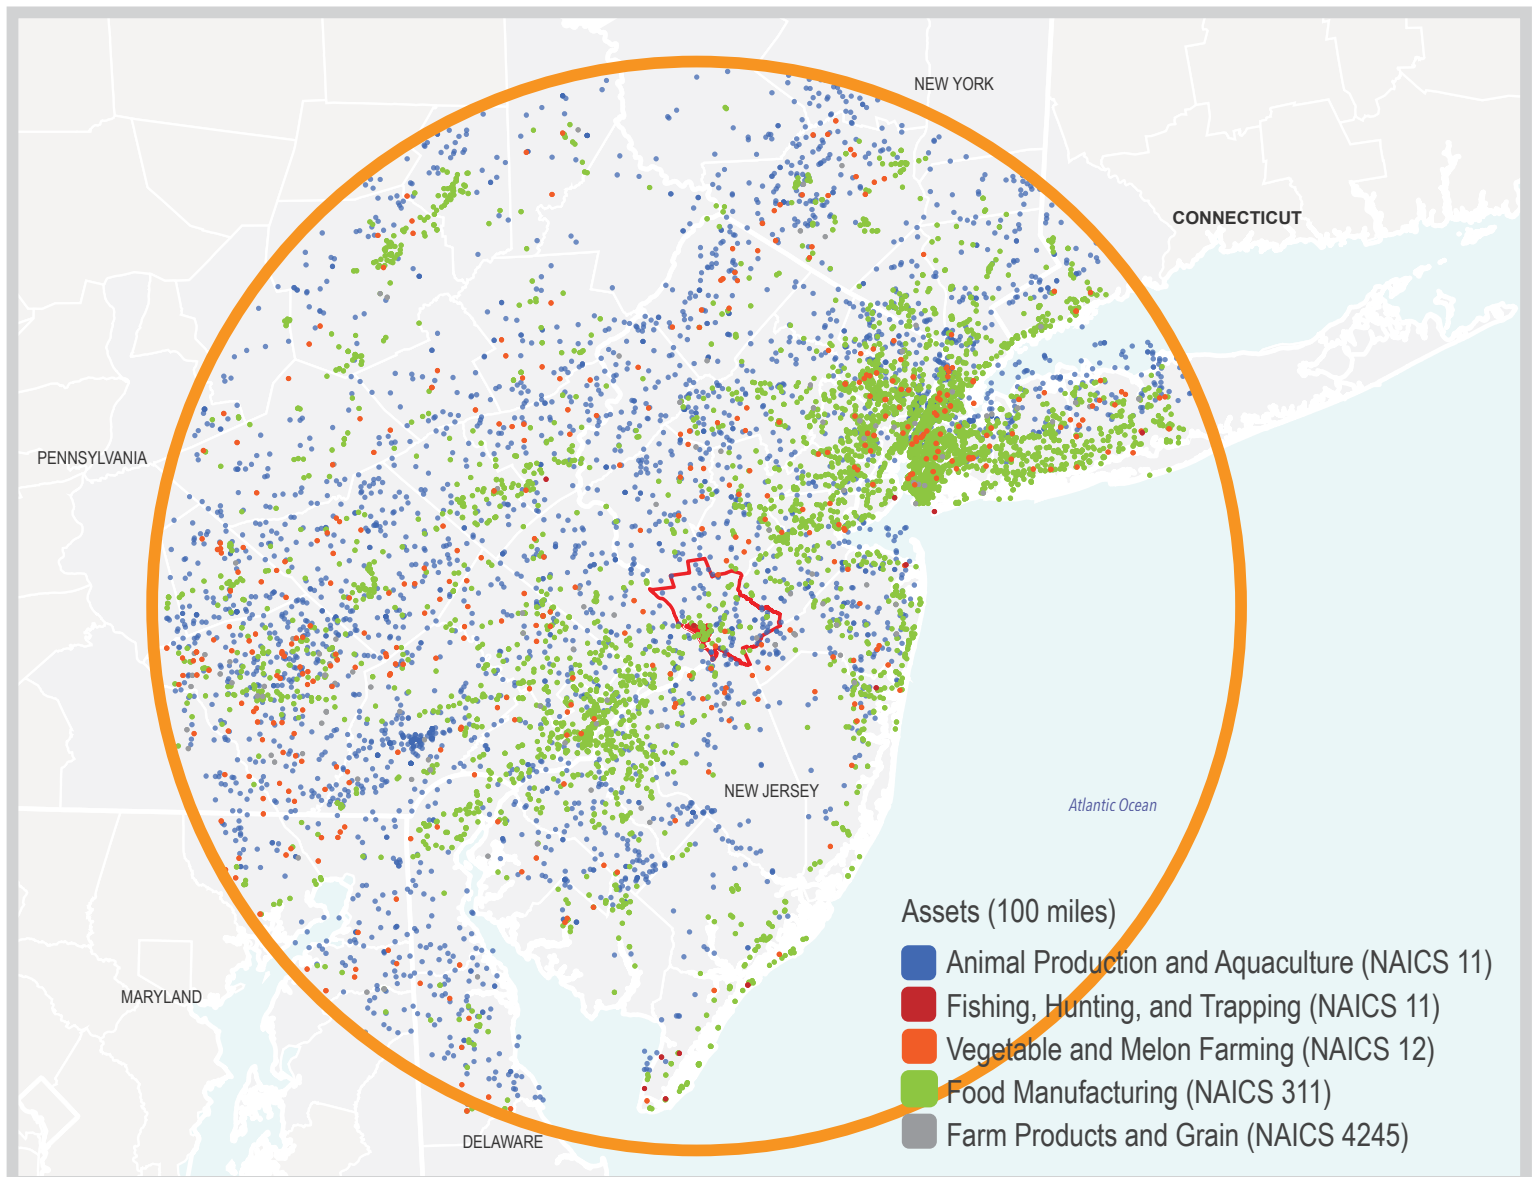 NEW YORK
CONNECTICUT
PENNSYLVANIA
NEW JERSEY
Atlantic Ocean
MARYLAND
DELAWARE
Assets (100 miles)
Animal Production and Aquaculture (NAICS 11)
Fishing, Hunting, and Trapping (NAICS 11)
Vegetable and Melon Farming (NAICS 12)
Food Manufacturing (NAICS 311)
Farm Products and Grain (NAICS 4245)